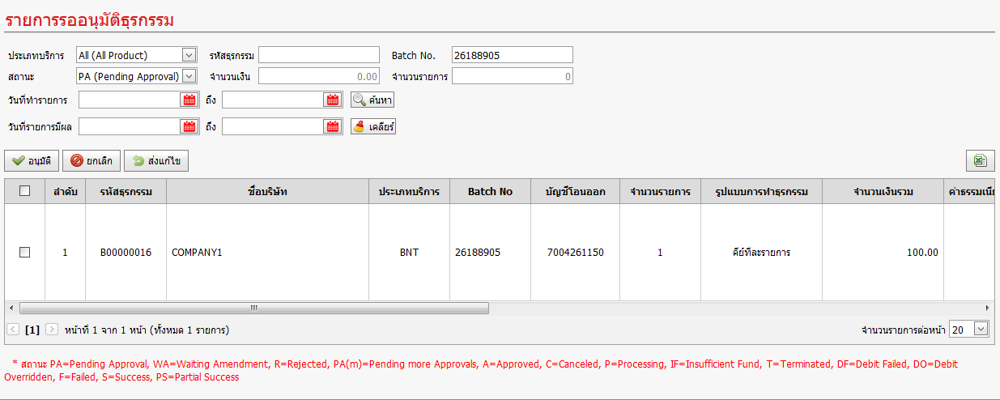 รายการรออนุมัติธุรกรรม
ประเภทบริการ All (All Product) รหัสธุรกรรม Batch No. 26188905
สถานะ PA (Pending Approval) จำนวนเงิน 0.00 จำนวนรายการ 0
วันที่ทำรายการ ถึง ค้นหา
วันที่รายการมีผล ถึง เคลียร์
อนุมัติ ยกเลิก ส่งแก้ไข
ลำดับ รหัสธุรกรรม ชื่อบริษัท ประเภทบริการ Batch No บัญชีโอนออก จำนวนรายการ รูปแบบการทำธุรกรรม จำนวนเงินรวม ค่าธรรมเนีย
1 B00000016 COMPANY1 BNT 26188905 7004261150 1 คีย์ทีละรายการ 100.00
[1] หน้าที่ 1 จาก 1 หน้า (ทั้งหมด 1 รายการ) จำนวนรายการต่อหน้า 20
* สถานะ PA=Pending Approval, WA=Waiting Amendment, R=Rejected, PA(m)=Pending more Approvals, A=Approved, C=Canceled, P=Processing, IF=Insufficient Fund, T=Terminated, DF=Debit Failed, DO=Debit
Overridden, F=Failed, S=Success, PS=Partial Success